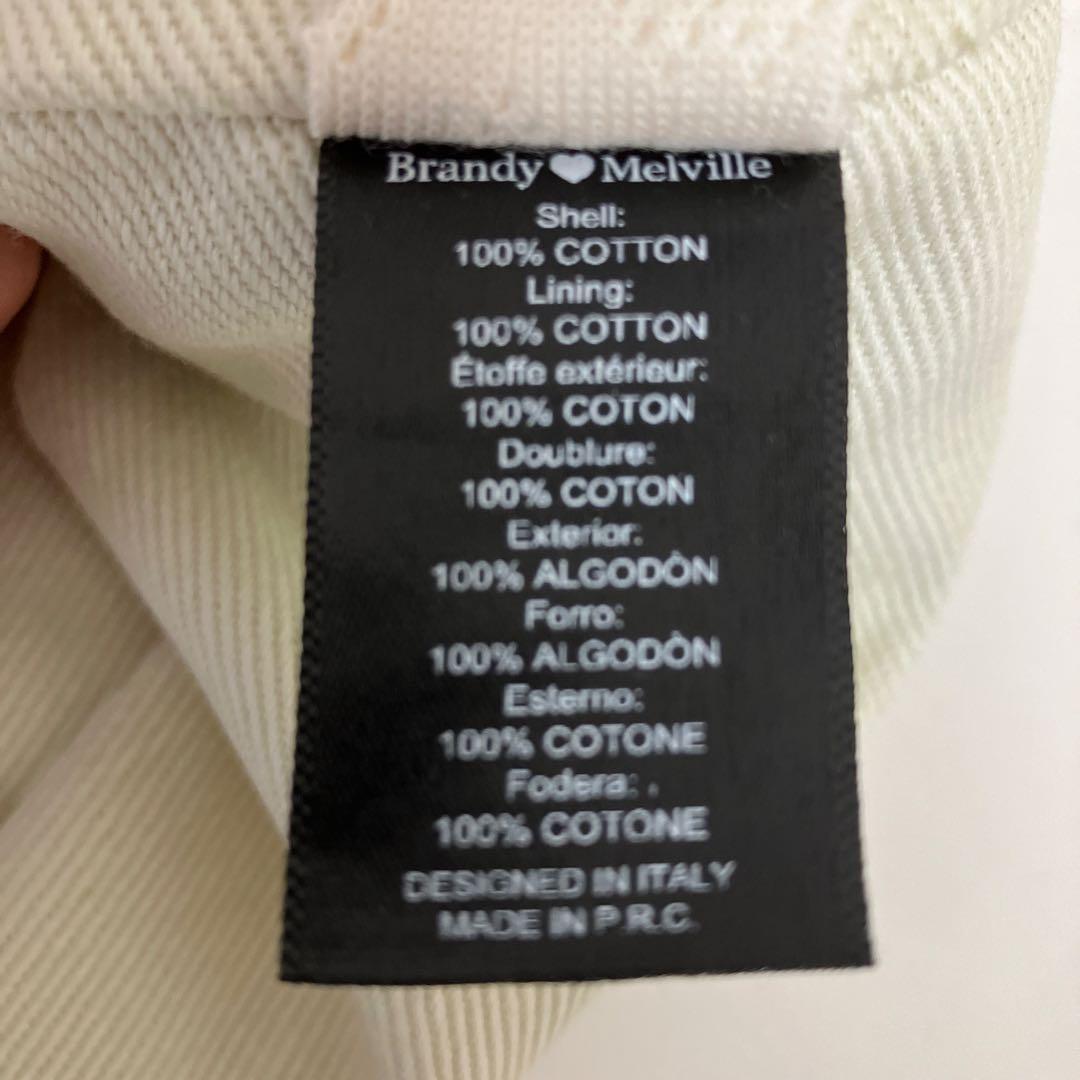 Brandy♥Melville
Shell:
100% COTTON
Lining:
100% COTTON
Étoffe extérieur:
100% COTON
Doublure:
100% COTON
Exterior:
100% ALGODÒN
Forro:
100% ALGODÒN
Esterno:
100% COTONE
Fodera:
100% COTONE
DESIGNED IN ITALY
MADE IN P.R.C.